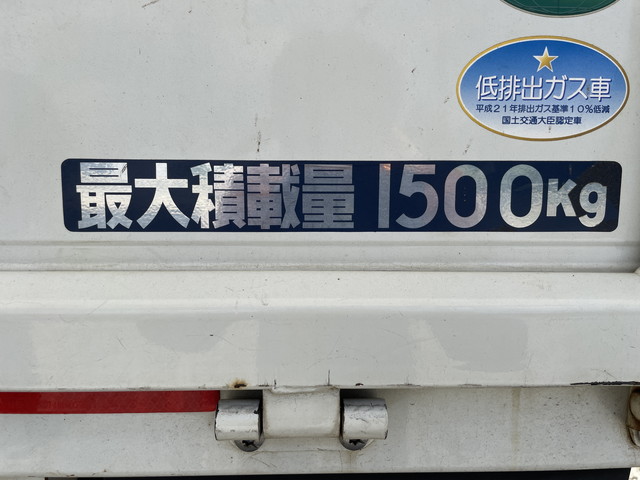 低排出ガス車
平成21年排出ガス基準10%低減
国土交通大臣認定車
最大積載量 1500Kg